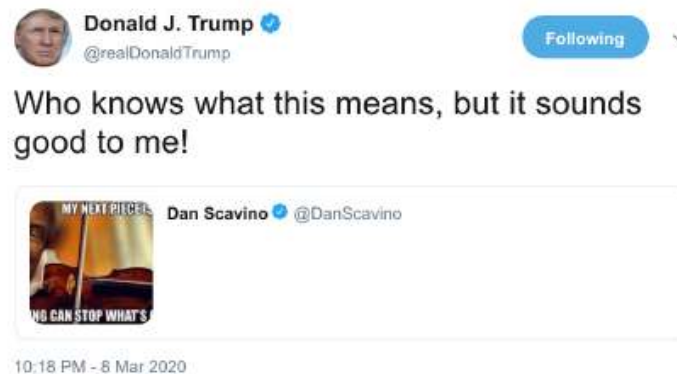 Donald J. Trump
@realDonaldTrump
Following
Who knows what this means, but it sounds
good to me!
MY NEXT PIECE
Dan Scavino @DanScavino
CAN STOP WHAT'S
10:18 PM - 8 Mar 2020